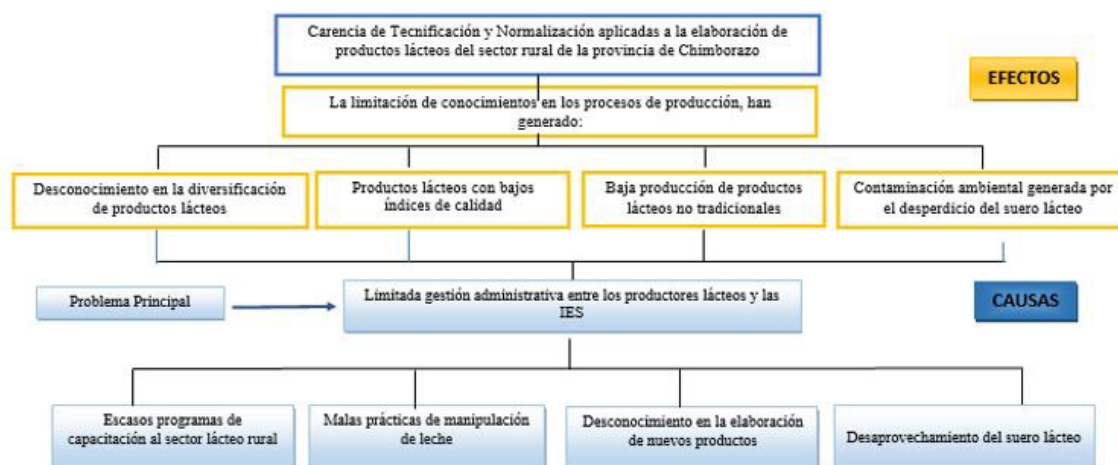 Carencia de Tecnificación y Normalización aplicadas a la elaboración de
productos lácteos del sector rural de la provincia de Chimborazo
EFECTOS
La limitación de conocimientos en los procesos de producción, han
generado:
Desconocimiento en la diversificación
de productos lácteos
Productos lácteos con bajos
índices de calidad
Baja producción de productos
lácteos no tradicionales
Contaminación ambiental generada por
el desperdicio del suero lácteo
Problema Principal
Limitada gestión administrativa entre los productores lácteos y las
IES
CAUSAS
Escasos programas de
capacitación al sector lácteo rural
Malas prácticas de manipulación
de leche
Desconocimiento en la elaboración
de nuevos productos
Desaprovechamiento del suero lácteo